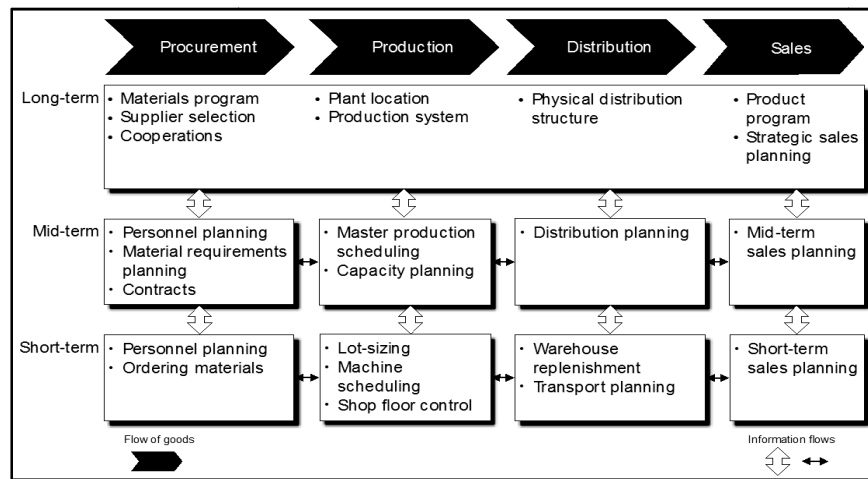 Procurement
Production
Distribution
Sales
Long-term
• Materials program
• Supplier selection
• Cooperations
• Plant location
• Production system
• Physical distribution
structure
• Product
program
• Strategic sales
planning
Mid-term
• Personnel planning
• Material requirements
planning
• Contracts
• Master production
scheduling
• Capacity planning
• Distribution planning
• Mid-term
sales planning
Short-term
• Personnel planning
• Ordering materials
• Lot-sizing
• Machine
scheduling
• Shop floor control
• Warehouse
replenishment
• Transport planning
• Short-term
sales planning
Flow of goods
Information flows